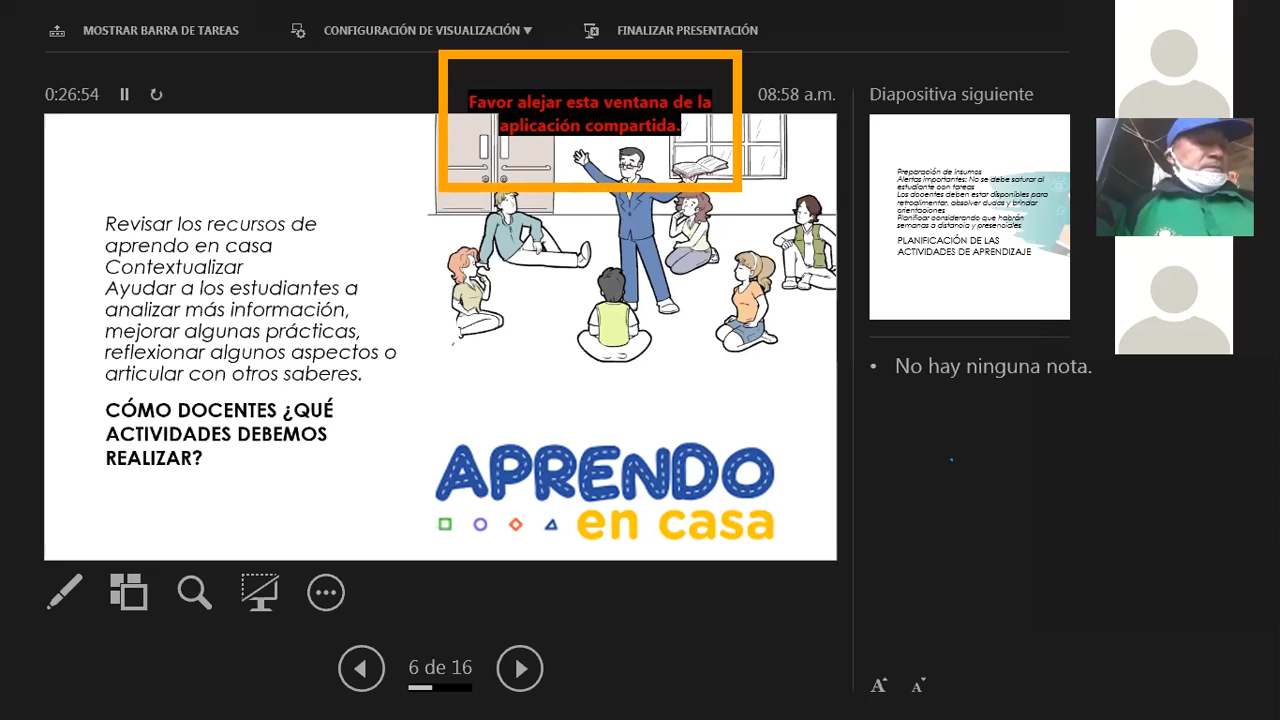 MOSTRAR BARRA DE TAREAS
CONFIGURACIÓN DE VISUALIZACIÓN ▼
FINALIZAR PRESENTACIÓN
0:26:54
08:58 a.m.
Favor alejar esta ventana de la
aplicación compartida.
Revisar los recursos de
aprendo en casa
Contextualizar
Ayudar a los estudiantes a
analizar más información,
mejorar algunas prácticas,
reflexionar algunos aspectos o
articular con otros saberes.
CÓMO DOCENTES ¿QUÉ
ACTIVIDADES DEBEMOS
REALIZAR?
APRENDO
en casa
Diapositiva siguiente
Preparación de insumos
Alertas importantes: No se debe saturar al
estudiante con tareas
Los docentes deben estar disponibles para
retroalimentar, absolver dudas y brindar
orientaciones
Planificar considerando que habrán
semanas a distancia y presenciales
PLANIFICACIÓN DE LAS
ACTIVIDADES DE APRENDIZAJE
• No hay ninguna nota.
6 de 16
A A